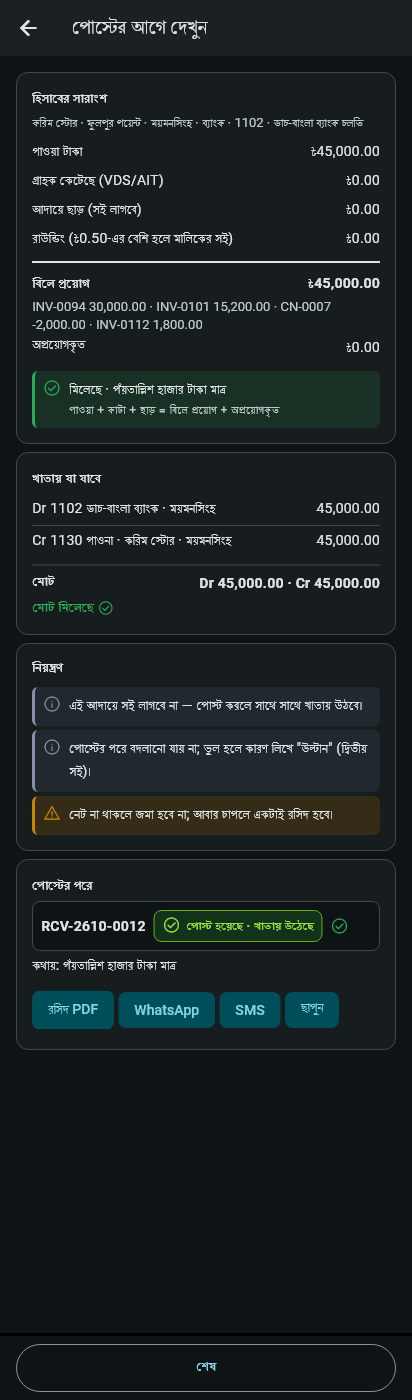 পোস্টের আগে দেখুন
হিসাবের সারাংশ
করিম স্টোর · ফুলপুর পয়েন্ট · ময়মনসিংহ · ব্যাংক · 1102 · ডাচ-বাংলা ব্যাংক চলতি
পাওয়া টাকা ৳45,000.00
গ্রাহক কেটেছে (VDS/AIT) ৳0.00
আদায়ে ছাড় (সই লাগবে) ৳0.00
রাউন্ডিং (৳0.50-এর বেশি হলে মালিকের সই) ৳0.00
বিলে প্রয়োগ ৳45,000.00
INV-0094 30,000.00 · INV-0101 15,200.00 · CN-0007
-2,000.00 · INV-0112 1,800.00
অপ্রয়োগকৃত ৳0.00
মিলেছে · পঁয়তাল্লিশ হাজার টাকা মাত্র
পাওয়া + কাটা + ছাড় = বিলে প্রয়োগ + অপ্রয়োগকৃত
খাতায় যা যাবে
Dr 1102 ডাচ-বাংলা ব্যাংক · ময়মনসিংহ 45,000.00
Cr 1130 পাওনা · করিম স্টোর · ময়মনসিংহ 45,000.00
মোট Dr 45,000.00 · Cr 45,000.00
মোট মিলেছে
নিয়ন্ত্রণ
এই আদায়ে সই লাগবে না — পোস্ট করলে সাথে সাথে খাতায় উঠবে।
পোস্টের পরে বদলানো যায় না; ভুল হলে কারণ লিখে "উল্টান" (দ্বিতীয়
সই)।
নেট না থাকলে জমা হবে না; আবার চাপলে একটাই রসিদ হবে।
পোস্টের পরে
RCV-2610-0012 পোস্ট হয়েছে · খাতায় উঠেছে
কথায়: পঁয়তাল্লিশ হাজার টাকা মাত্র
রসিদ PDF WhatsApp SMS ছাপুন
শেষ